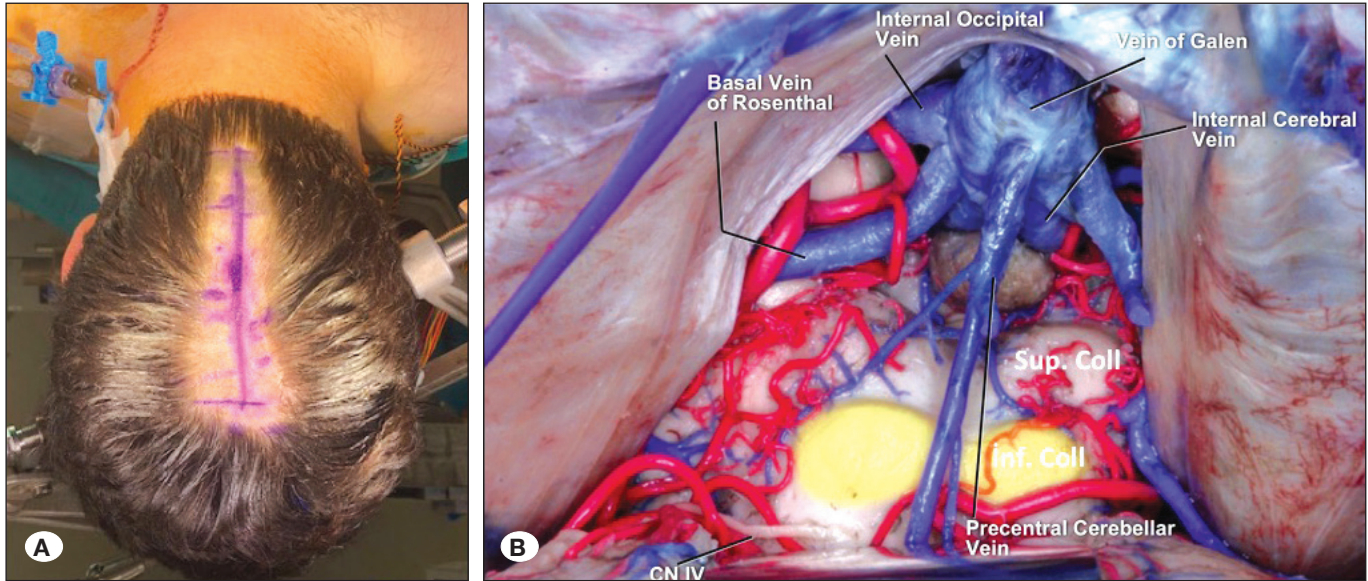 A
Internal Occipital
Vein
Vein of Galen
Basal Vein
of Rosenthal
Internal Cerebral
Vein
Sup. Coll
inf. Coll
Precentral Cerebellar
Vein
CN IV
B